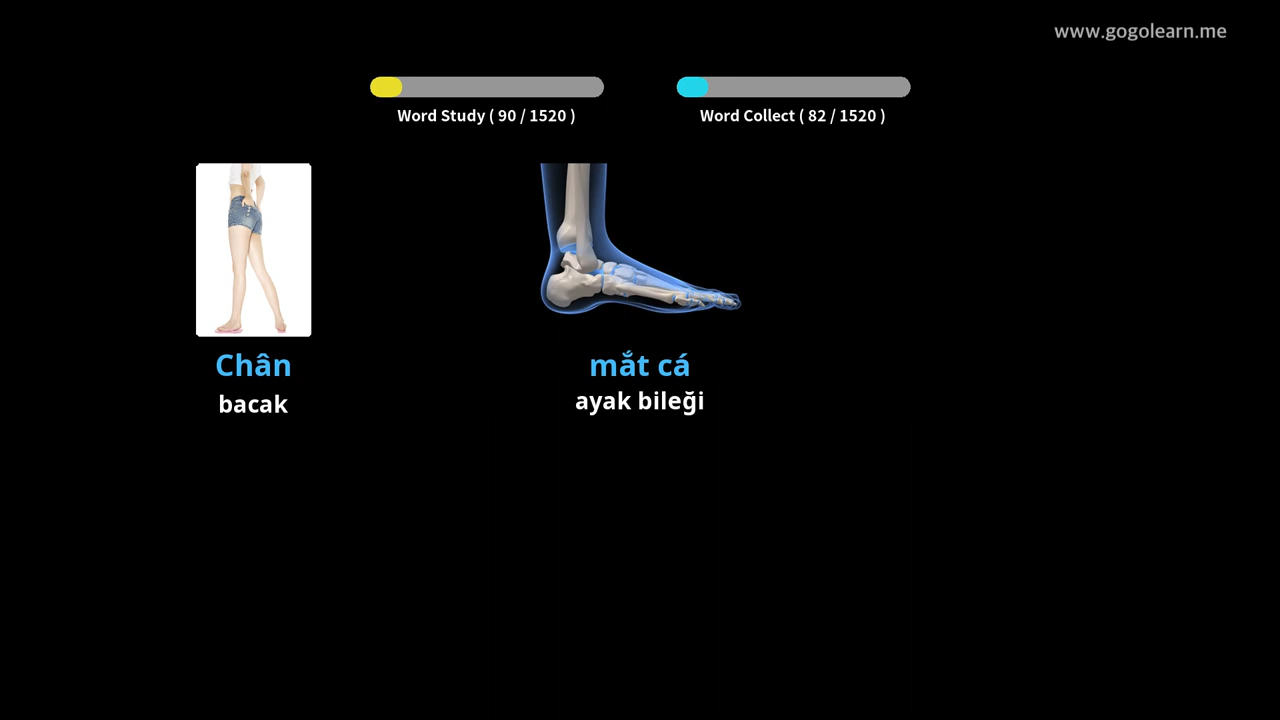 www.gogolearn.me
Word Study ( 90 / 1520 )
Word Collect ( 82 / 1520 )
Chân
bacak
mắt cá
ayak bileği